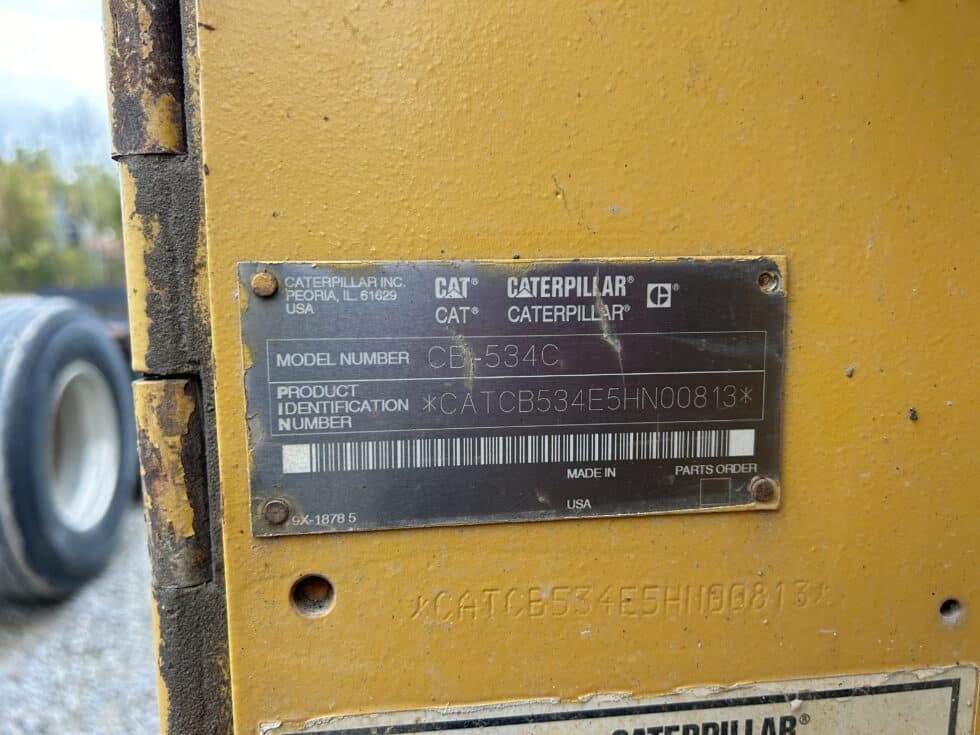 CATERPILLAR INC.
PEORIA, IL. 61629
USA
CAT® CATERPILLAR® C®
CAT® CATERPILLAR®
MODEL NUMBER CB-534C
PRODUCT
IDENTIFICATION
NUMBER
*CATCB534E5HN00813*
MADE IN
USA
PARTS ORDER
9X-1878 5
*CATCB534E5HN00813*
CATERPILLAR®